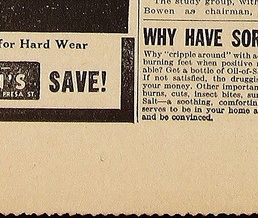 for Hard Wear
'S
PRESA ST.
SAVE!
The study group, with
Bowen as chairman,
WHY HAVE SOR
Why "cripple around" with a
burning feet when positive r
able? Get a bottle of Oil-of-S
If not satisfied, the druggis
your money. Other important
burns, cuts, insect bites, su
Salt—a soothing, comfortin
serves to be in your home a
and be convinced.